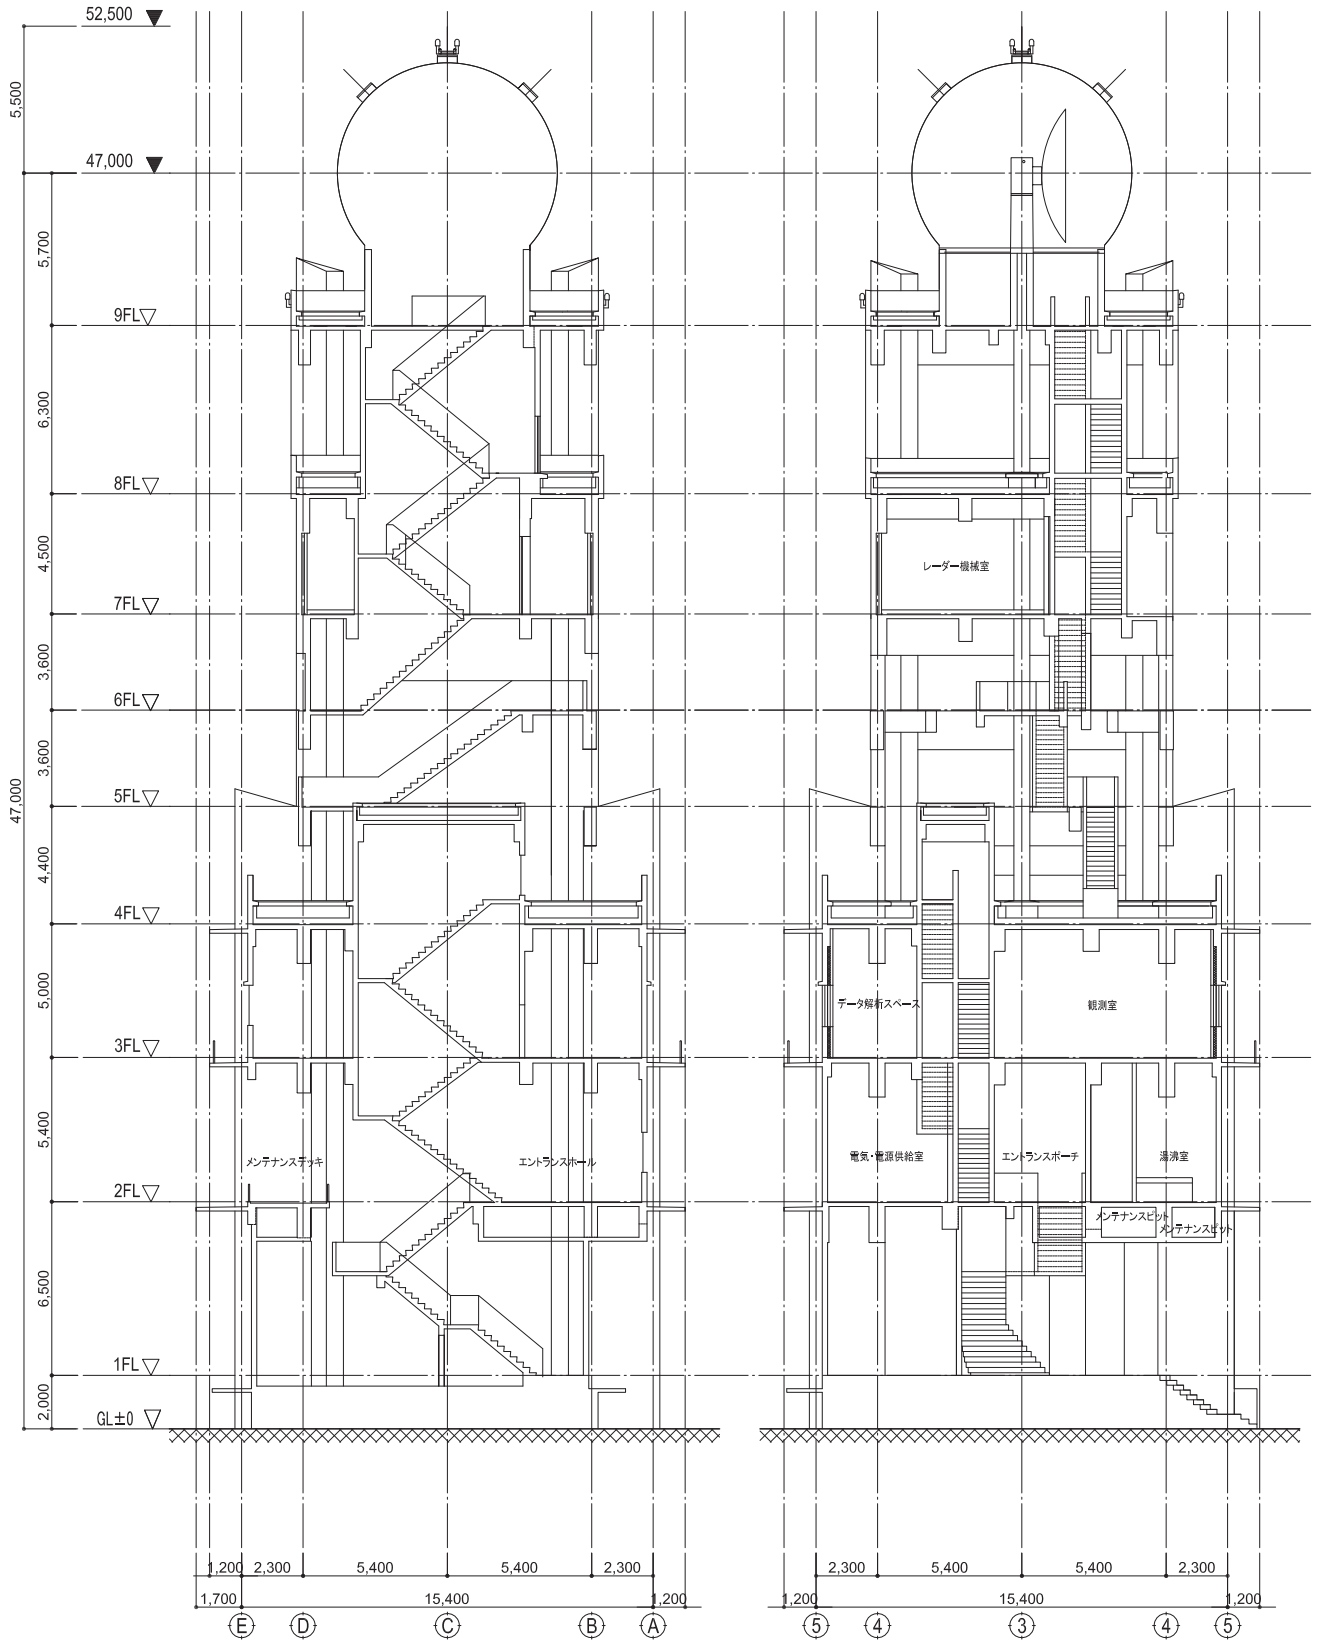 52,500
5,500
47,000
5,700
9FL
6,300
8FL
4,500
レーダー機械室
7FL
3,600
6FL
3,600
47,000
5FL
4,400
4FL
5,000
データ解析スペース
観測室
3FL
5,400
メンテナンスデッキ
エントランスホール
電気・電源供給室
エントランスポーチ
湯沸室
2FL
メンテナンスピット
メンテナンスピット
6,500
1FL
2,000
GL±0
1,200 2,300 5,400 5,400 2,300
2,300 5,400 5,400 2,300
1,700 15,400 1,200
1,200 15,400 1,200
E D C B A
5 4 3 4 5